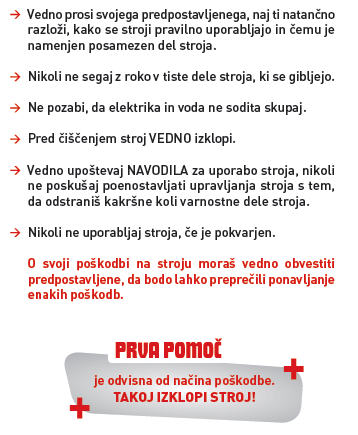 → Vedno prosi svojega predpostavljenega, naj ti natančno
razloži, kako se stroji pravilno uporabljajo in čemu je
namenjen posamezen del stroja.
→ Nikoli ne segaj z roko v tiste dele stroja, ki se gibljejo.
→ Ne pozabi, da elektrika in voda ne sodita skupaj.
→ Pred čiščenjem stroj VEDNO izklopi.
→ Vedno upoštevaj NAVODILA za uporabo stroja, nikoli
ne poskušaj poenostavljati upravljanja stroja s tem,
da odstraniš kakršne koli varnostne dele stroja.
→ Nikoli ne uporabljaj stroja, če je pokvarjen.
O svoji poškodbi na stroju moraš vedno obvestiti
predpostavljene, da bodo lahko preprečili ponavljanje
enakih poškodb.
PRVA POMOČ
je odvisna od načina poškodbe.
TAKOJ IZKLOPI STROJ!